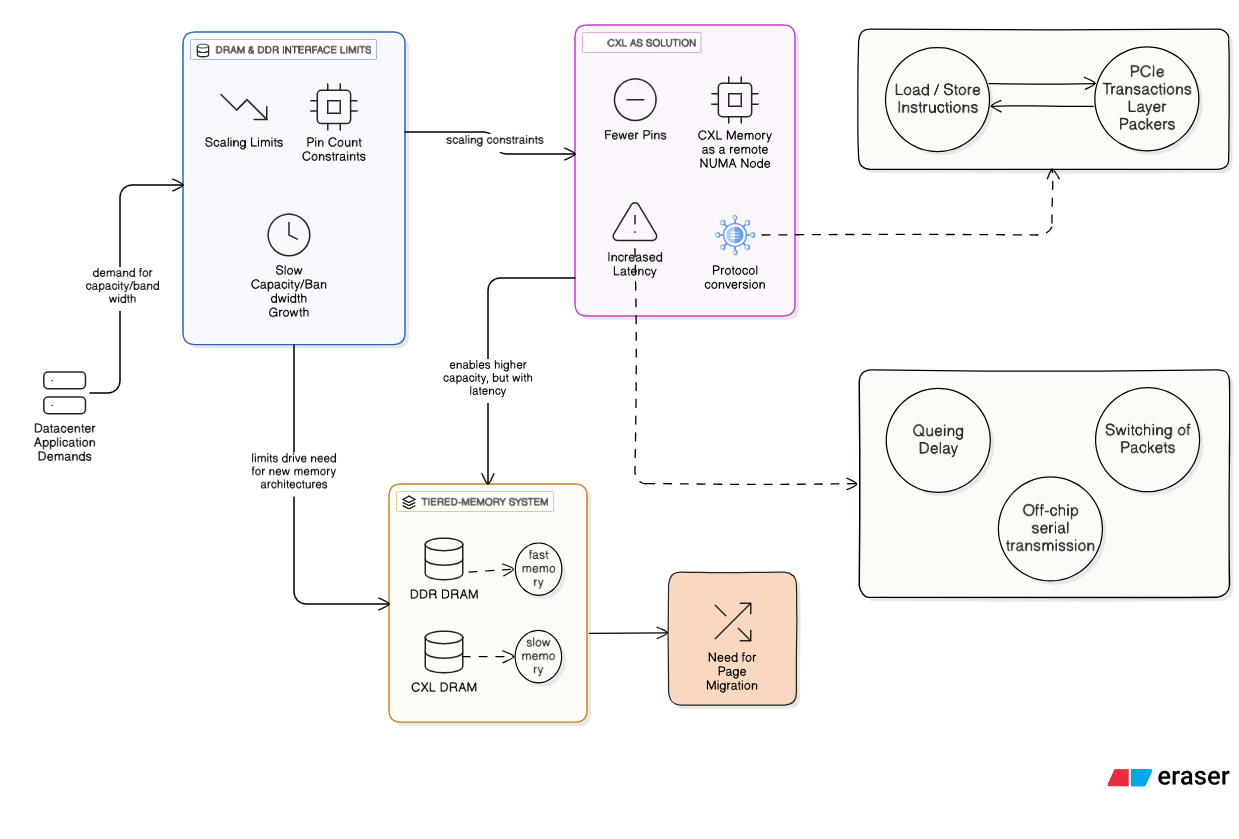 DRAM & DDR INTERFACE LIMITS
Scaling Limits
Pin Count
Constraints
Slow
Capacity/Ban
dwidth
Growth
demand for
capacity/band
width
Datacenter
Application
Demands
scaling constraints
CXL AS SOLUTION
Fewer Pins
CXL Memory
as a remote
NUMA Node
Increased
Latency
Protocol
conversion
Load / Store
Instructions
PCIe
Transactions
Layer
Packers
enables higher
capacity, but with
latency
limits drive need
for new memory
architectures
Queing
Delay
Switching of
Packets
Off-chip
serial
transmission
TIERED-MEMORY SYSTEM
DDR DRAM
fast
memo
ry
CXL DRAM
slow
memo
ry
Need for
Page
Migration
eraser